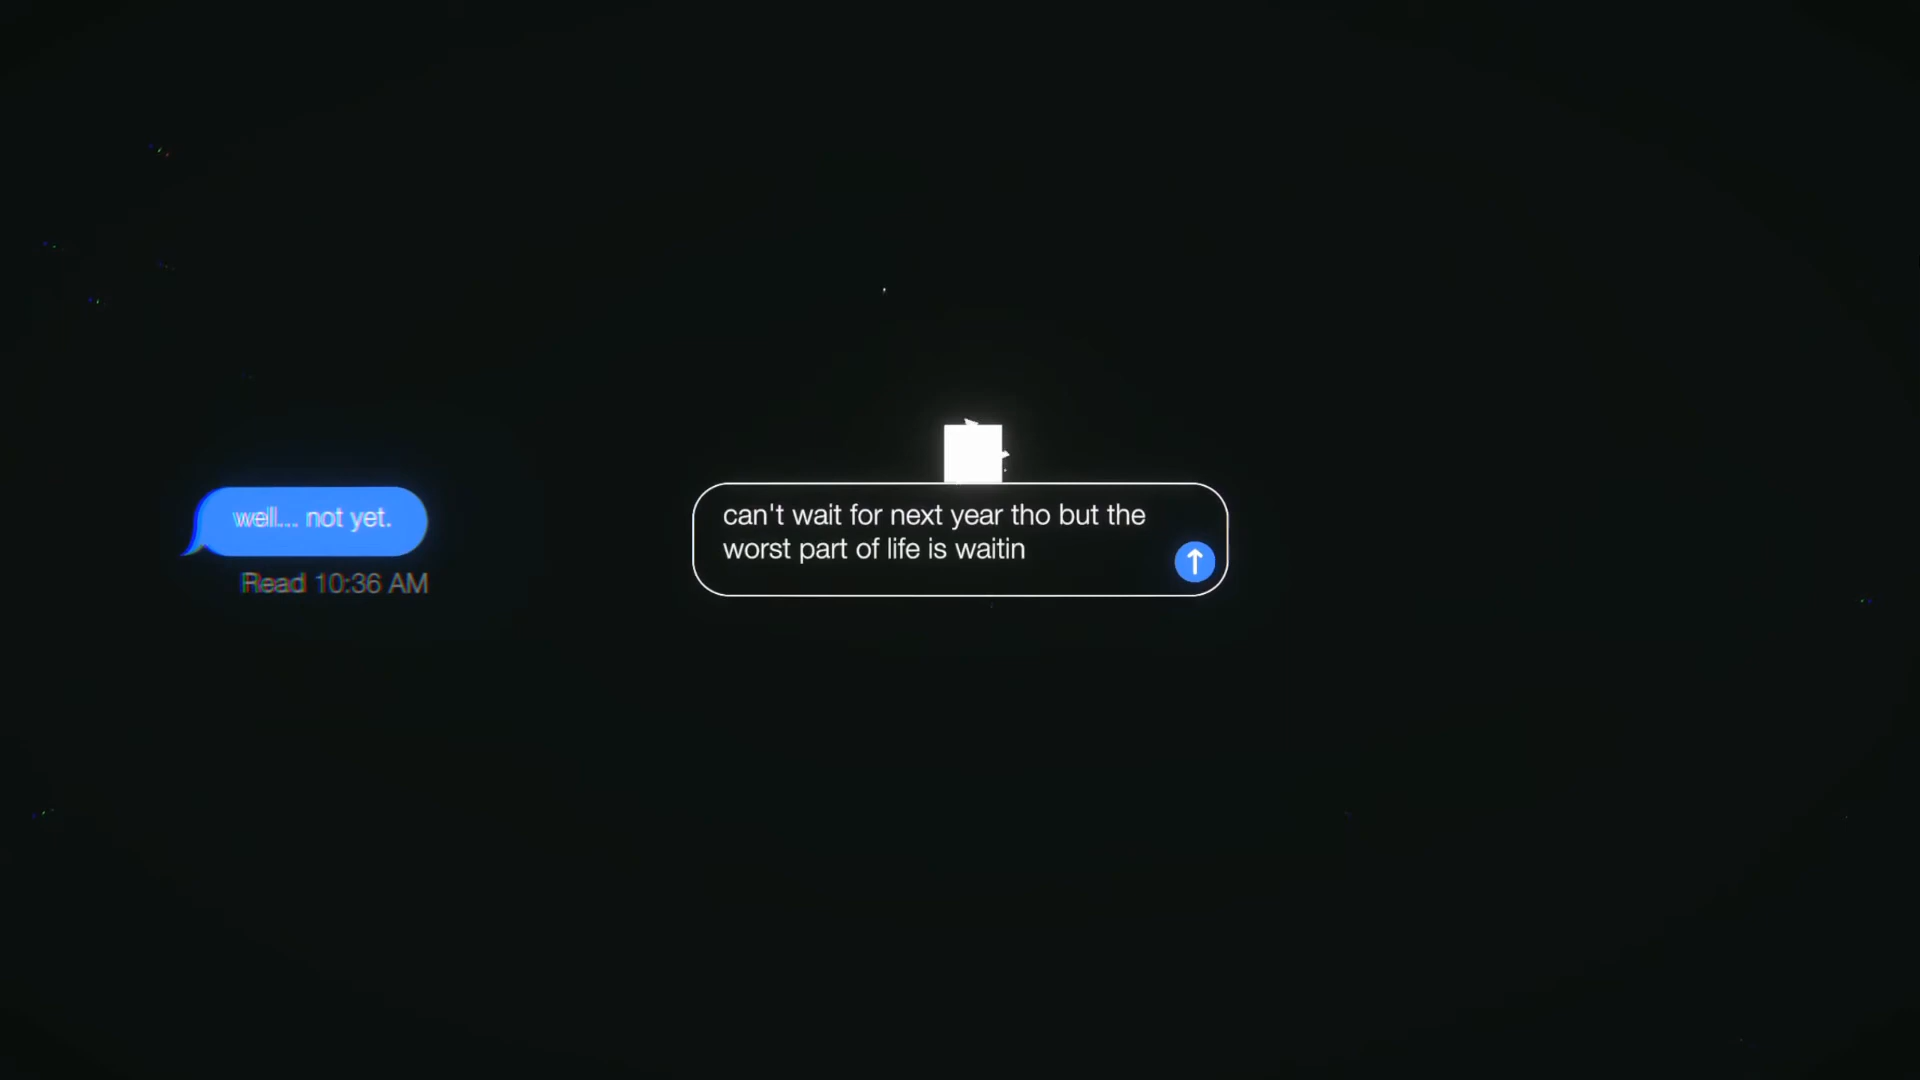 well... not yet.
Read 10:36 AM
can't wait for next year tho but the
worst part of life is waitin